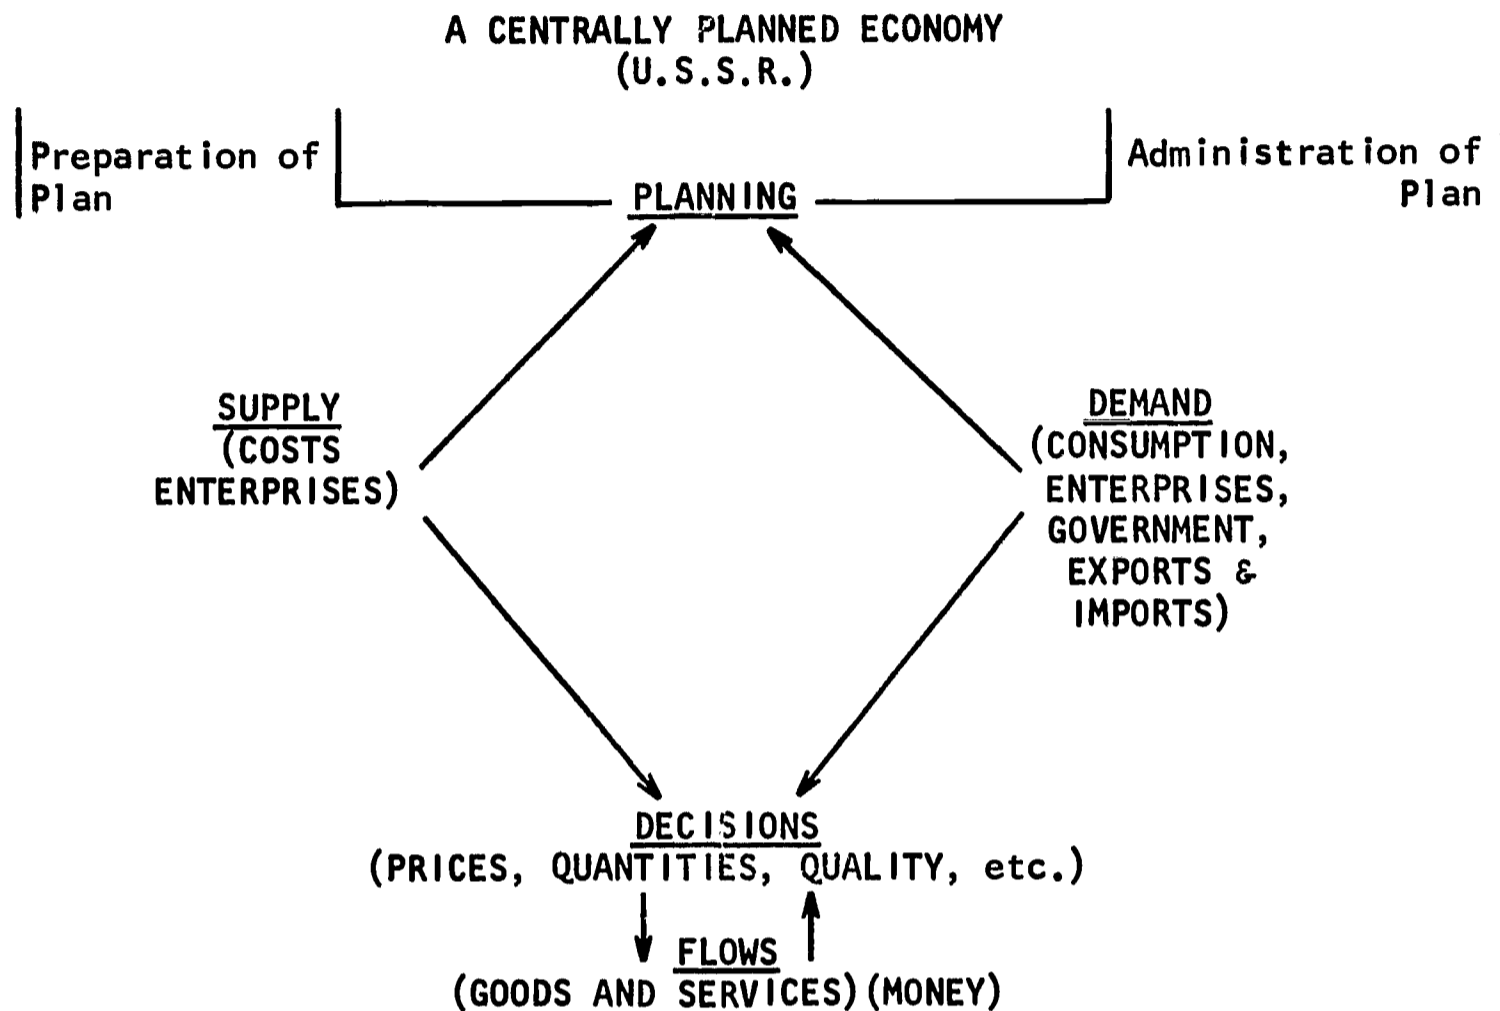 A CENTRALLY PLANNED ECONOMY
(U.S.S.R.)
Preparation of
Plan
PLANNING
Administration of
Plan
SUPPLY
(COSTS
ENTERPRISES)
DEMAND
(CONSUMPTION,
ENTERPRISES,
GOVERNMENT,
EXPORTS &
IMPORTS)
DECISIONS
(PRICES, QUANTITIES, QUALITY, etc.)
FLOWS
(GOODS AND SERVICES)(MONEY)